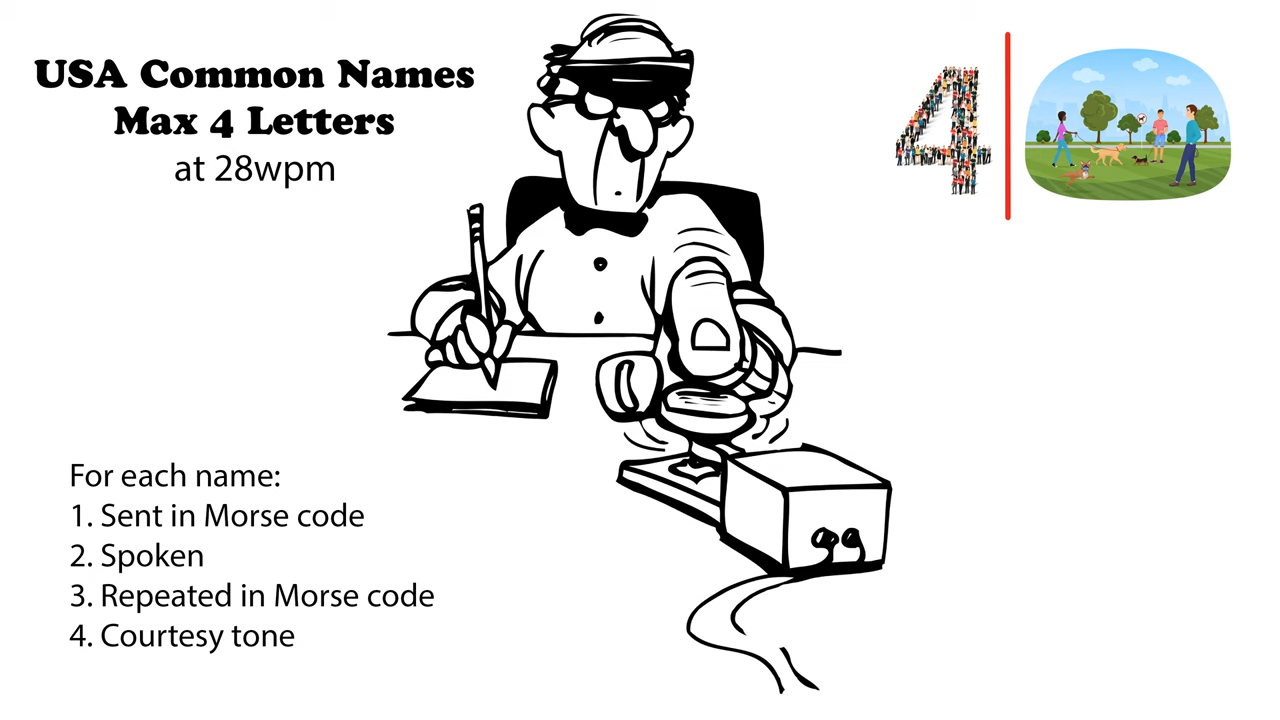 USA Common Names
Max 4 Letters
at 28wpm
4
For each name:
1. Sent in Morse code
2. Spoken
3. Repeated in Morse code
4. Courtesy tone